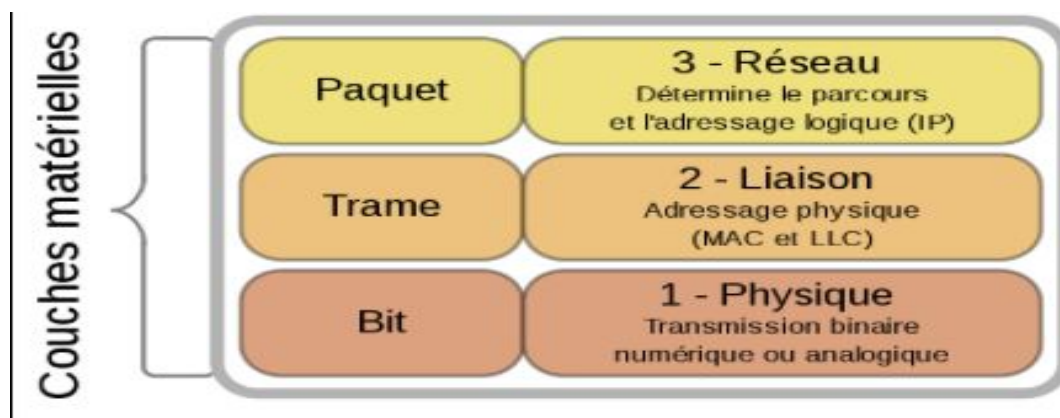 Couches matérielles
Paquet
3 - Réseau
Détermine le parcours
et l'adressage logique (IP)
Trame
2 - Liaison
Adressage physique
(MAC et LLC)
Bit
1 - Physique
Transmission binaire
numérique ou analogique